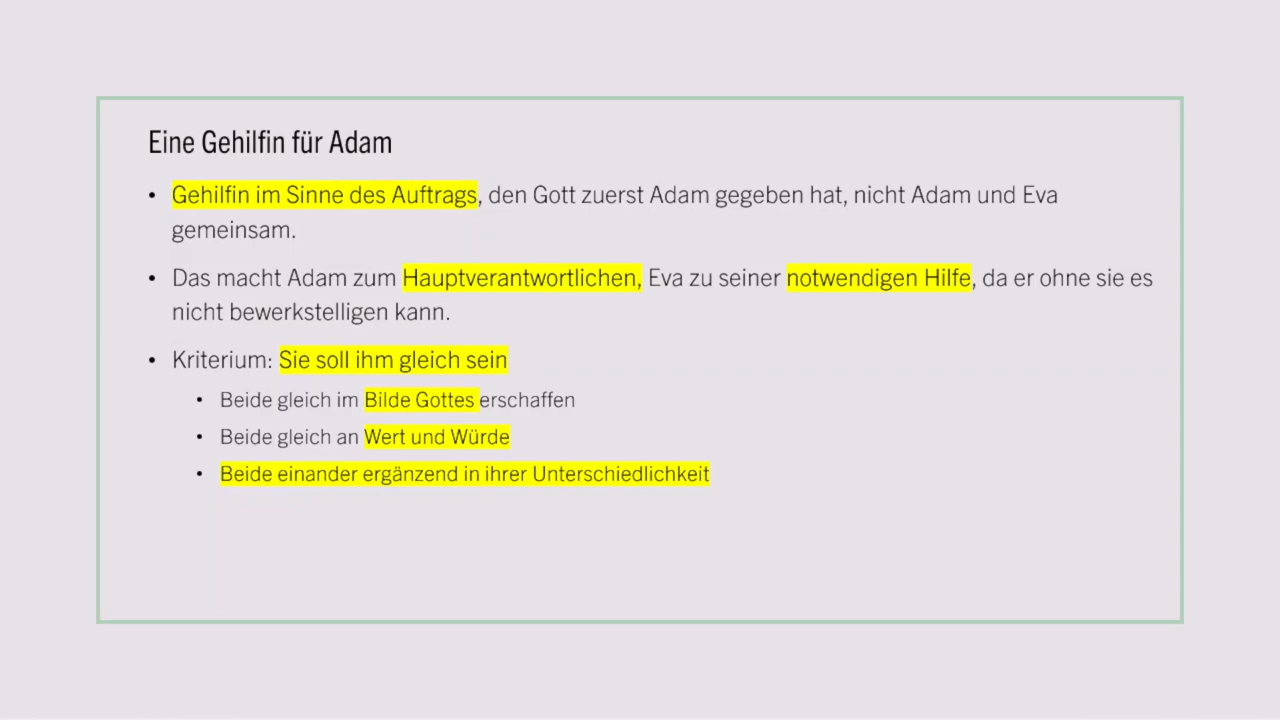 Eine Gehilfin für Adam
• Gehilfin im Sinne des Auftrags, den Gott zuerst Adam gegeben hat, nicht Adam und Eva
gemeinsam.
• Das macht Adam zum Hauptverantwortlichen, Eva zu seiner notwendigen Hilfe, da er ohne sie es
nicht bewerkstelligen kann.
• Kriterium: Sie soll ihm gleich sein
• Beide gleich im Bilde Gottes erschaffen
• Beide gleich an Wert und Würde
• Beide einander ergänzend in ihrer Unterschiedlichkeit